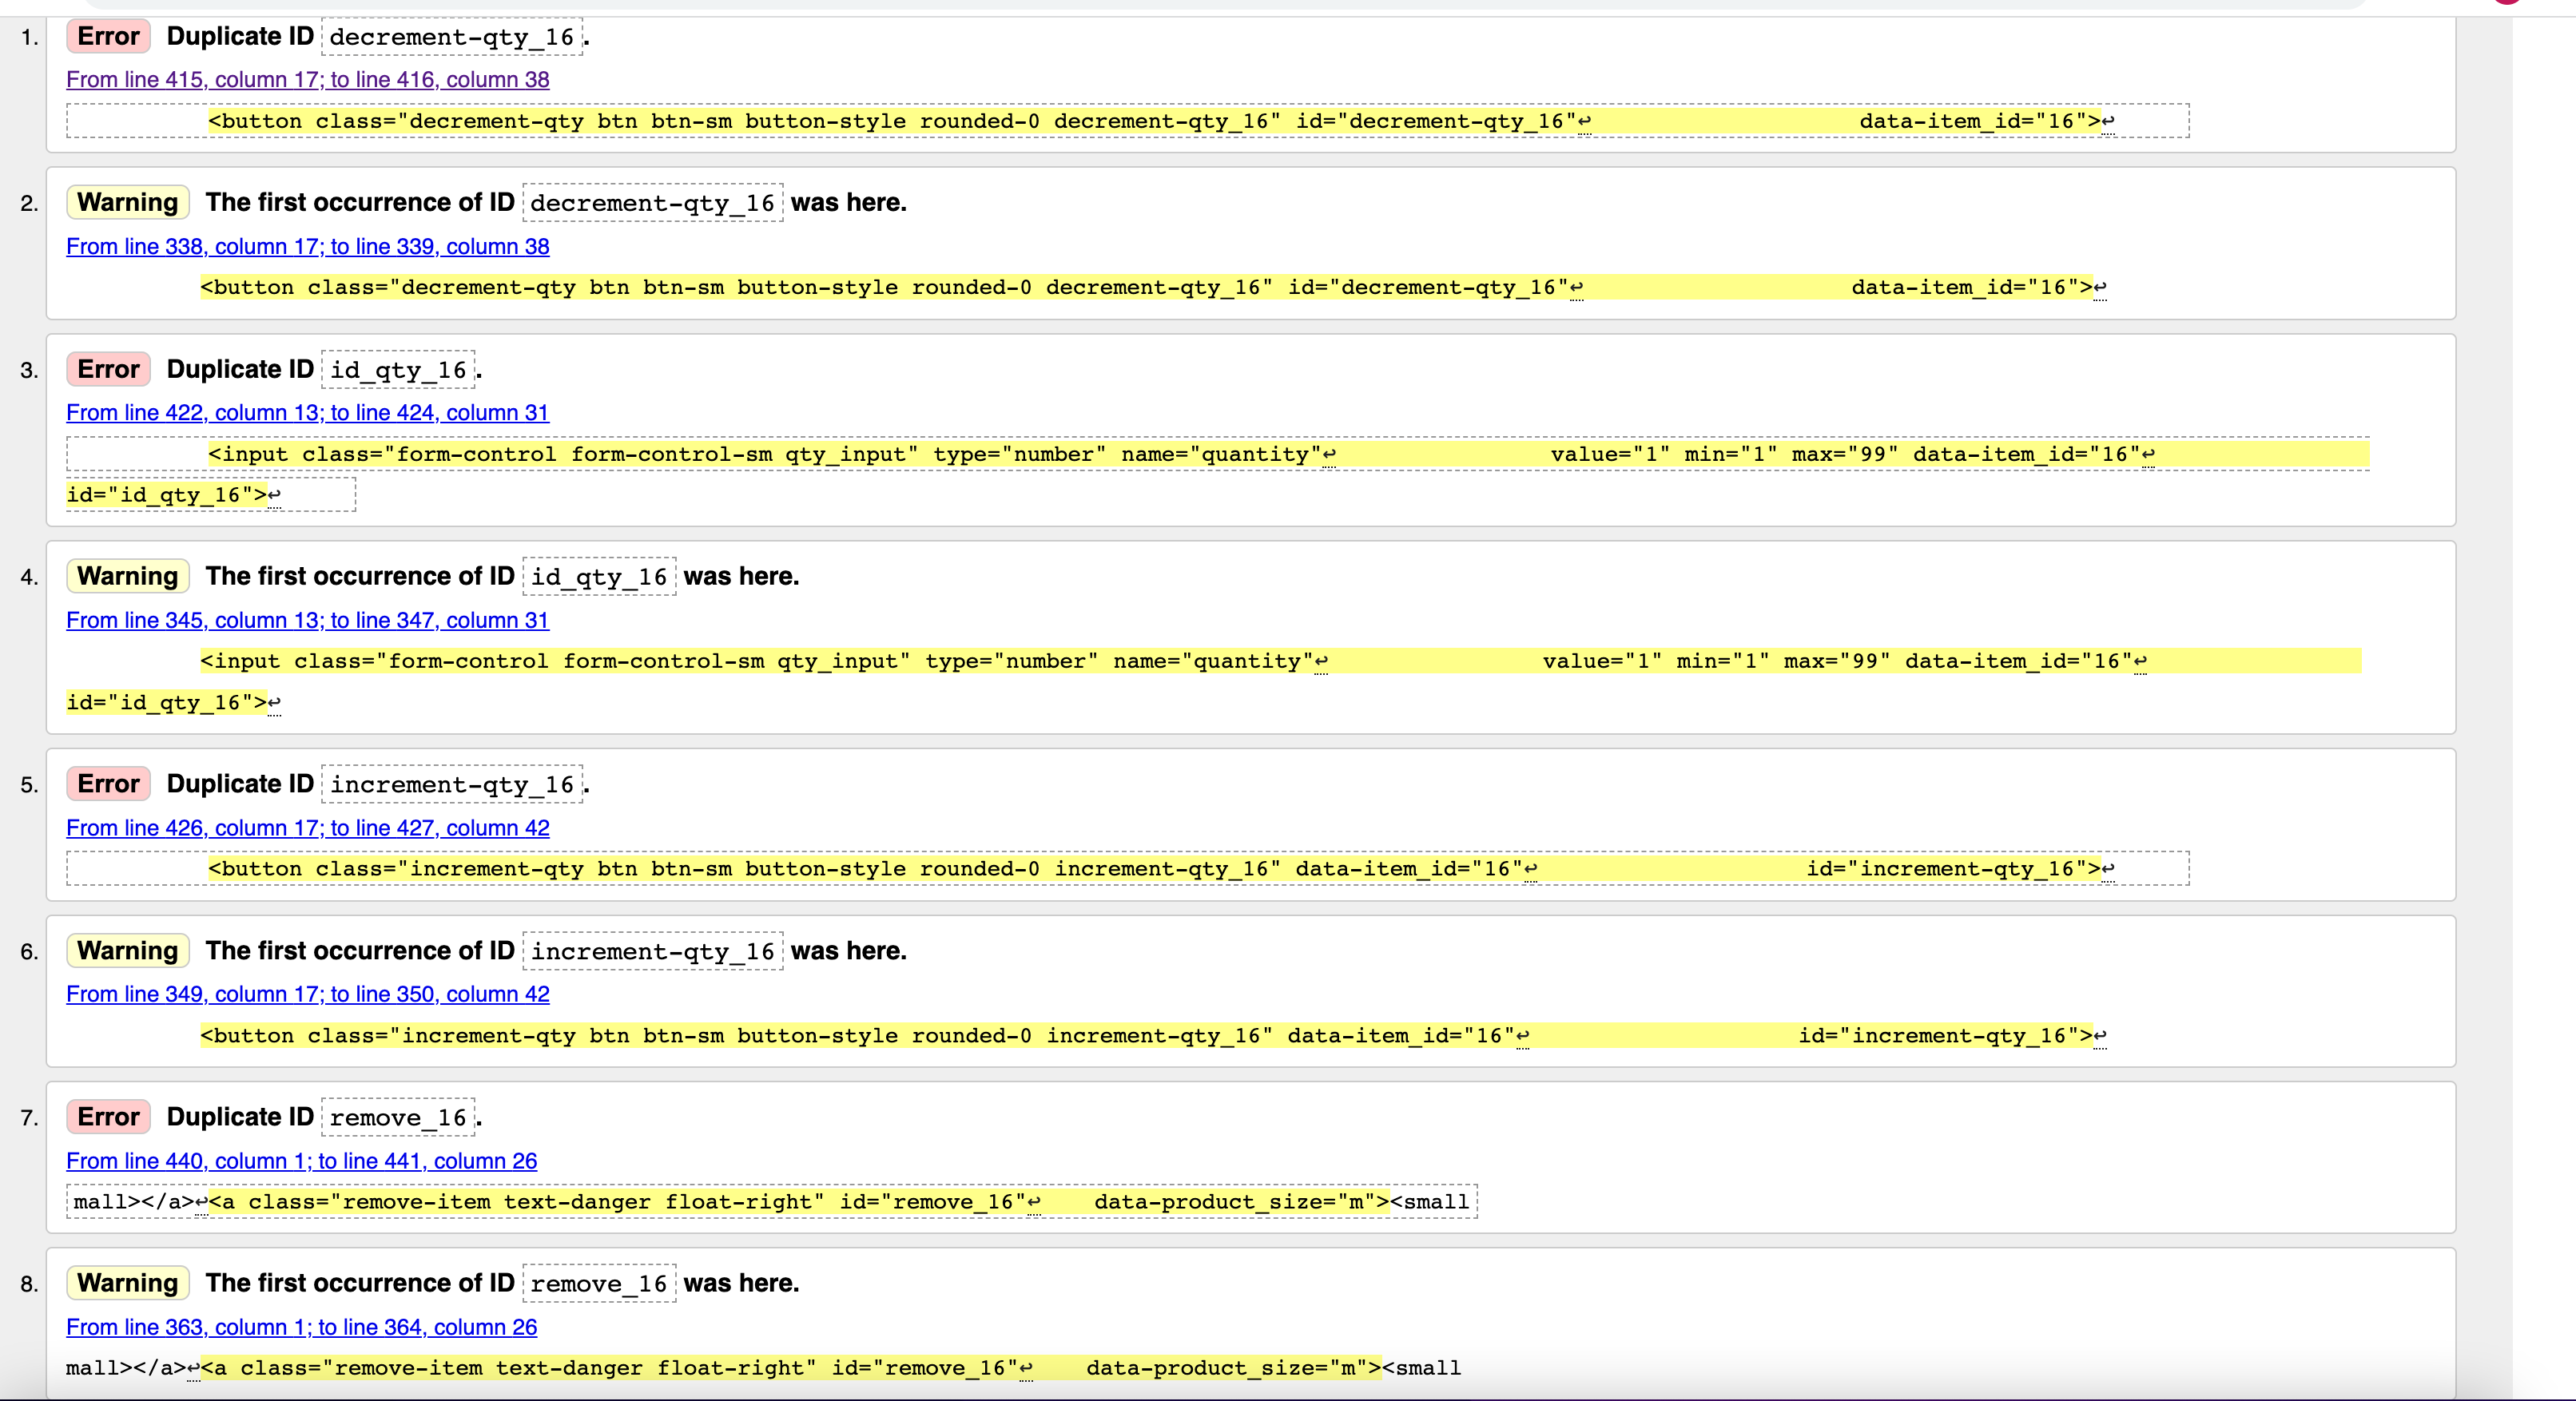 1. Error Duplicate ID decrement-qty_16.
From line 415, column 17; to line 416, column 38
<button class="decrement-qty btn btn-sm button-style rounded-0 decrement-qty_16" id="decrement-qty_16"↩ data-item_id="16">↩
2. Warning The first occurrence of ID decrement-qty_16 was here.
From line 338, column 17; to line 339, column 38
<button class="decrement-qty btn btn-sm button-style rounded-0 decrement-qty_16" id="decrement-qty_16"↩ data-item_id="16">↩
3. Error Duplicate ID id_qty_16.
From line 422, column 13; to line 424, column 31
<input class="form-control form-control-sm qty_input" type="number" name="quantity"↩ value="1" min="1" max="99" data-item_id="16"↩
id="id_qty_16">↩
4. Warning The first occurrence of ID id_qty_16 was here.
From line 345, column 13; to line 347, column 31
<input class="form-control form-control-sm qty_input" type="number" name="quantity"↩ value="1" min="1" max="99" data-item_id="16"↩
id="id_qty_16">↩
5. Error Duplicate ID increment-qty_16.
From line 426, column 17; to line 427, column 42
<button class="increment-qty btn btn-sm button-style rounded-0 increment-qty_16" data-item_id="16"↩ id="increment-qty_16">↩
6. Warning The first occurrence of ID increment-qty_16 was here.
From line 349, column 17; to line 350, column 42
<button class="increment-qty btn btn-sm button-style rounded-0 increment-qty_16" data-item_id="16"↩ id="increment-qty_16">↩
7. Error Duplicate ID remove_16.
From line 440, column 1; to line 441, column 26
mall></a>↩<a class="remove-item text-danger float-right" id="remove_16"↩ data-product_size="m"><small
8. Warning The first occurrence of ID remove_16 was here.
From line 363, column 1; to line 364, column 26
mall></a>↩<a class="remove-item text-danger float-right" id="remove_16"↩ data-product_size="m"><small